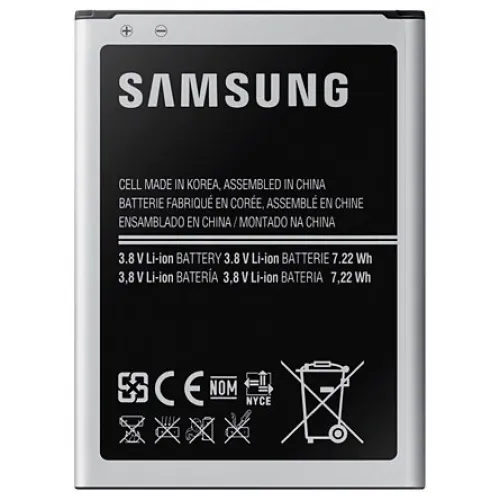 SAMSUNG
CELL MADE IN KOREA, ASSEMBLED IN CHINA
BATTERIE FABRIQUÉ EN CORÉE, ASSEMBLÉ EN CHINE
ENSAMBLADO EN CHINA / MONTADO NA CHINA
3.8 V Li-ion BATTERY 3.8 V Li-ion BATTERIE 7.22 Wh
3,8 V Li-ion BATERÍA 3,8 V Li-ion BATERIA 7,22 Wh
CE NOM
NYCE